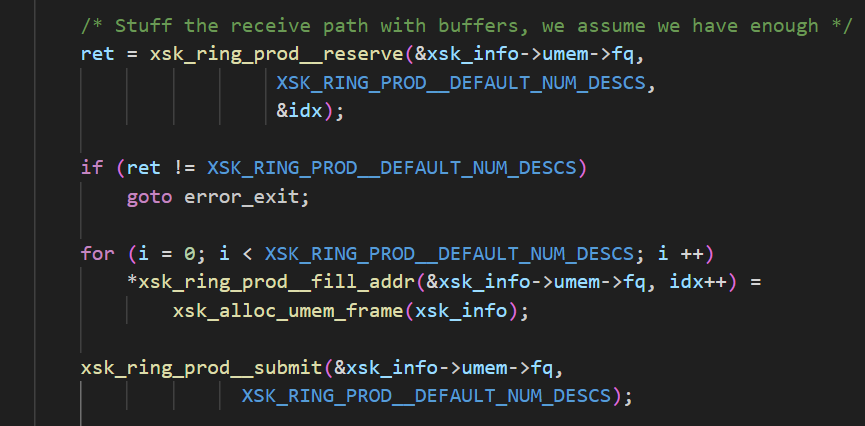 /* Stuff the receive path with buffers, we assume we have enough */
ret = xsk_ring_prod__reserve(&xsk_info->umem->fq,
XSK_RING_PROD__DEFAULT_NUM_DESCS,
&idx);
if (ret != XSK_RING_PROD__DEFAULT_NUM_DESCS)
goto error_exit;
for (i = 0; i < XSK_RING_PROD__DEFAULT_NUM_DESCS; i ++)
*xsk_ring_prod__fill_addr(&xsk_info->umem->fq, idx++) =
xsk_alloc_umem_frame(xsk_info);
xsk_ring_prod__submit(&xsk_info->umem->fq,
XSK_RING_PROD__DEFAULT_NUM_DESCS);